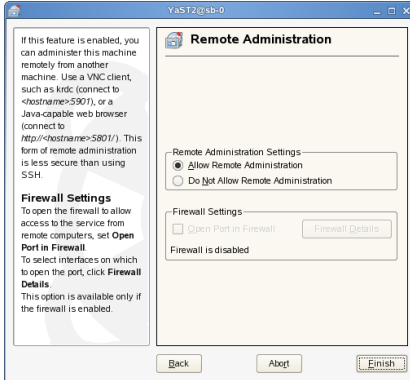 YaST2@sb-0
If this feature is enabled, you
can administer this machine
remotely from another
machine. Use a VNC client,
such as krdc (connect to
<hostname>:5901), or a
Java-capable web browser
(connect to
http://<hostname>:5801/). This
form of remote administration
is less secure than using
SSH.
Firewall Settings
To open the firewall to allow
access to the service from
remote computers, set Open
Port in Firewall.
To select interfaces on which
to open the port, click Firewall
Details.
This option is available only if
the firewall is enabled.
Remote Administration
Remote Administration Settings
Allow Remote Administration
Do Not Allow Remote Administration
Firewall Settings
Open Port in Firewall
Firewall Details
Firewall is disabled
Back
Abort
Finish